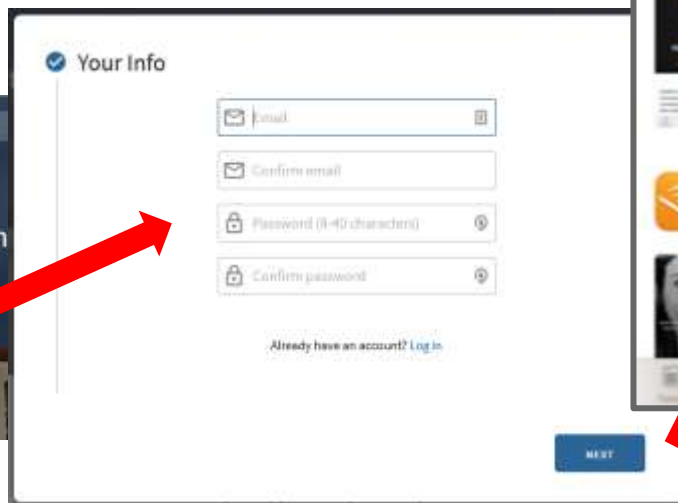 Your Info
Email
Confirm email
Password (8-40 characters)
Confirm password
Already have an account? Log in
NEXT